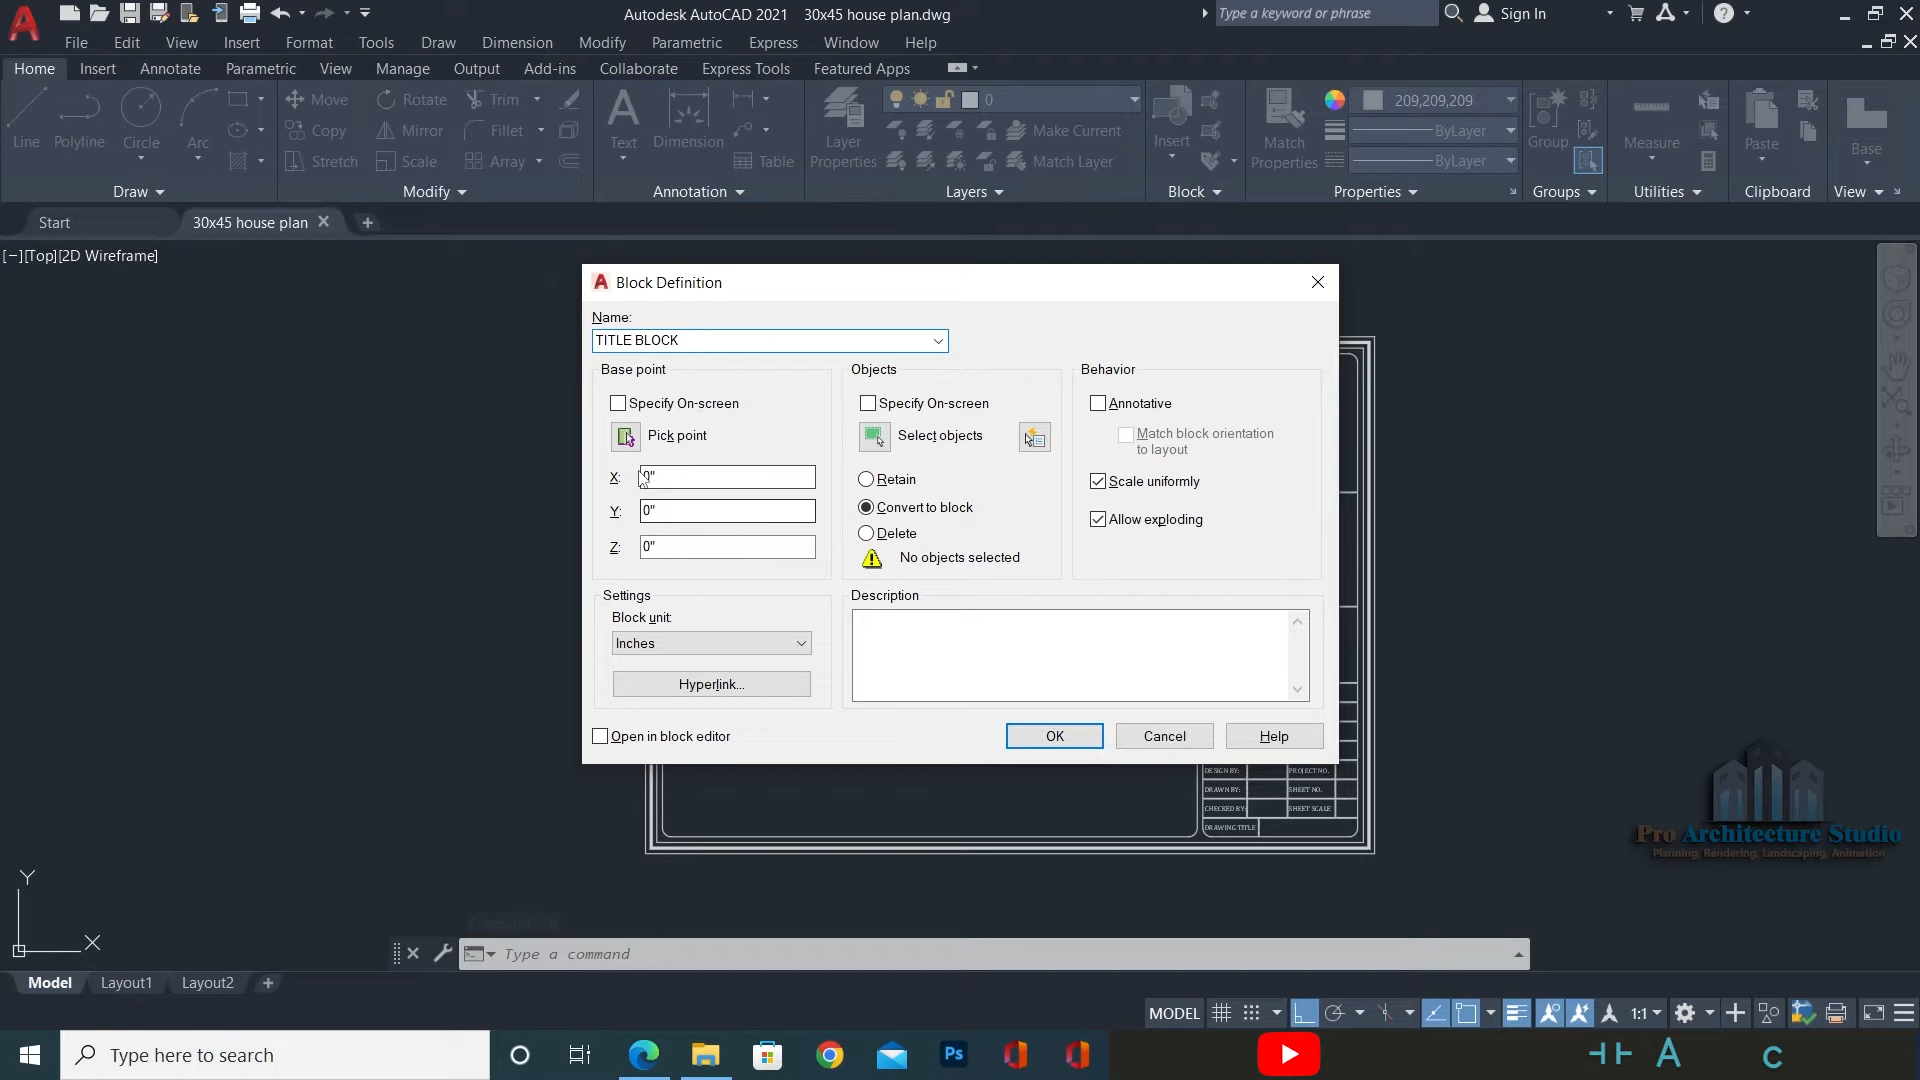 Autodesk AutoCAD 2021 30x45 house plan.dwg
Type a keyword or phrase
Sign In
File Edit View Insert Format Tools Draw Dimension Modify Parametric Express Window Help
Home Insert Annotate Parametric View Manage Output Add-ins Collaborate Express Tools Featured Apps
Line Polyline Circle Arc
Move Rotate Trim
Copy Mirror Fillet
Stretch Scale Array
Text Dimension Table
Layer Properties
0
Make Current
Match Layer
Insert
Match Properties
209,209,209
ByLayer
ByLayer
Group
Measure
Paste
Base
Draw Modify Annotation Layers Block Properties Groups Utilities Clipboard View
Start 30x45 house plan
[−][Top][2D Wireframe]
Block Definition
Name:
TITLE BLOCK
Base point
Specify On-screen
Pick point
X: 0"
Y: 0"
Z: 0"
Objects
Specify On-screen
Select objects
Retain
Convert to block
Delete
No objects selected
Behavior
Annotative
Match block orientation
to layout
Scale uniformly
Allow exploding
Settings
Block unit:
Inches
Hyperlink...
Description
Open in block editor
OK Cancel Help
DESIGN BY: PROJECT NO.
DRAWN BY: SHEET NO.
CHECKED BY: SHEET SCALE
DRAWING TITLE
Pro Architecture Studio
Planning, Rendering, Landscaping, Animation
Y
X
Type a command
Model Layout1 Layout2
MODEL 1:1
Type here to search
Ps
A
C